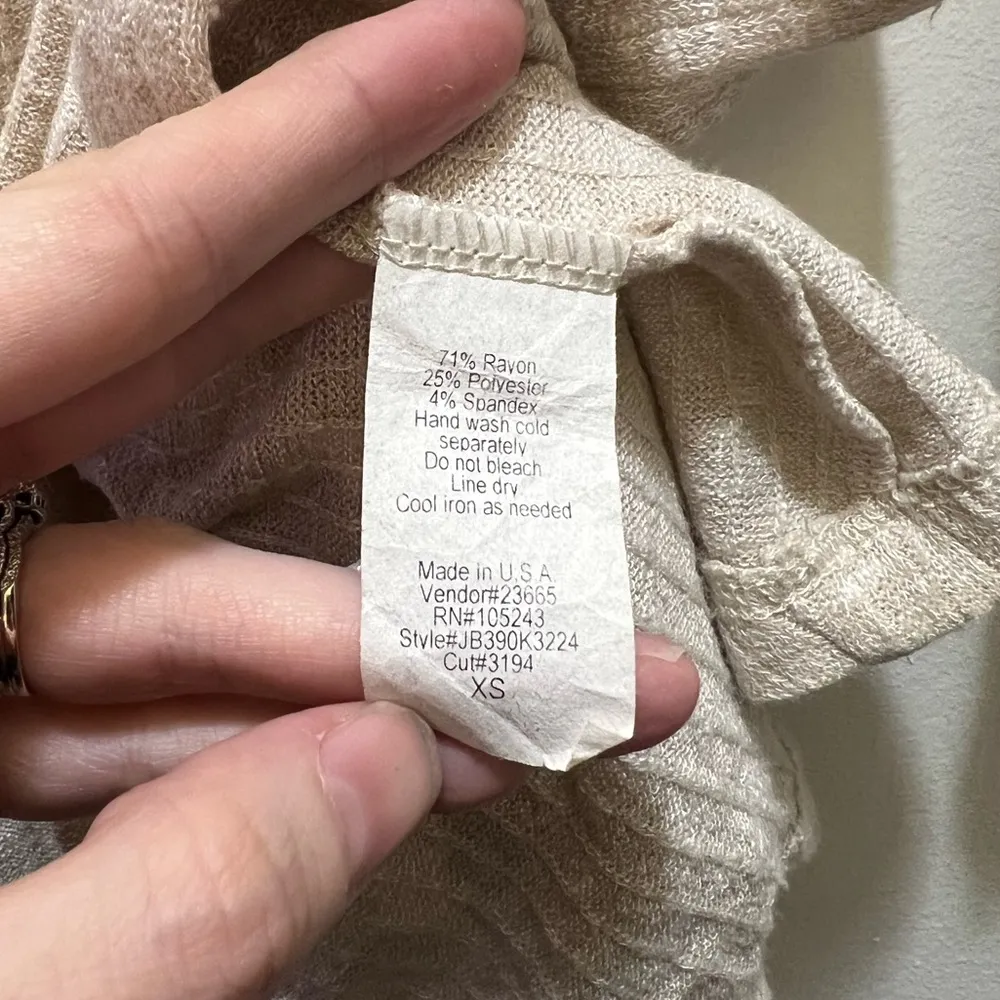 71% Rayon
25% Polyester
4% Spandex
Hand wash cold
separately
Do not bleach
Line dry
Cool iron as needed
Made in U.S.A.
Vendor#23665
RN#105243
Style#JB390K3224
Cut#3194
XS